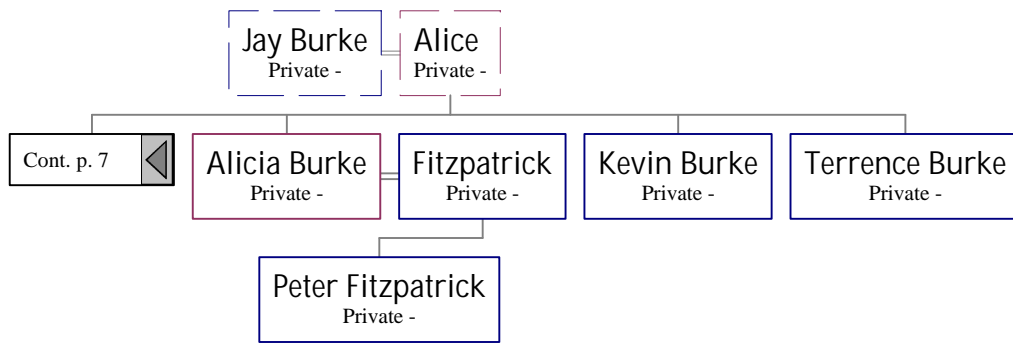 Jay Burke
Private -
Alice
Private -
Cont. p. 7
Alicia Burke
Private -
Fitzpatrick
Private -
Kevin Burke
Private -
Terrence Burke
Private -
Peter Fitzpatrick
Private -